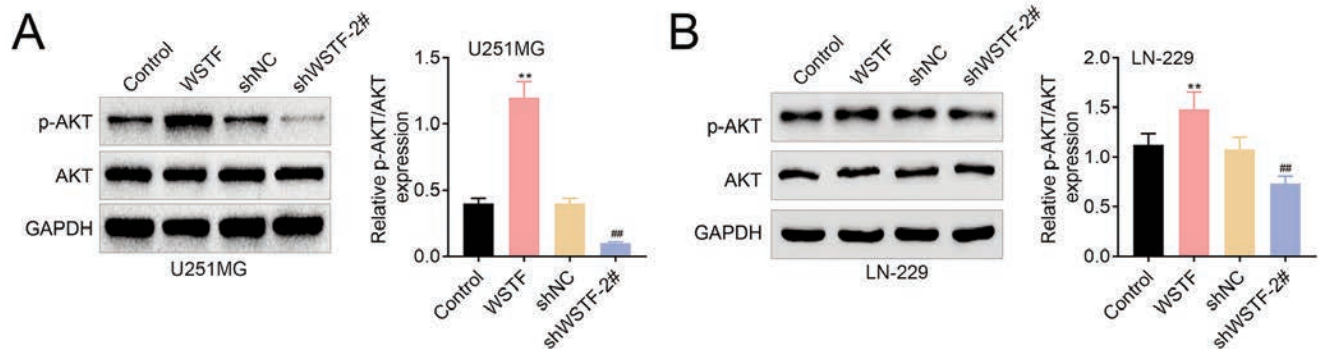 A
Control
WSTF
shNC
shWSTF-2#
p-AKT
AKT
GAPDH
U251MG
U251MG
Relative p-AKT/AKT
expression
1.5
1.0
0.5
0.0
**
##
Control
WSTF
shNC
shWSTF-2#
B
Control
WSTF
shNC
shWSTF-2#
p-AKT
AKT
GAPDH
LN-229
LN-229
Relative p-AKT/AKT
expression
2.0
1.5
1.0
0.5
0.0
**
##
Control
WSTF
shNC
shWSTF-2#